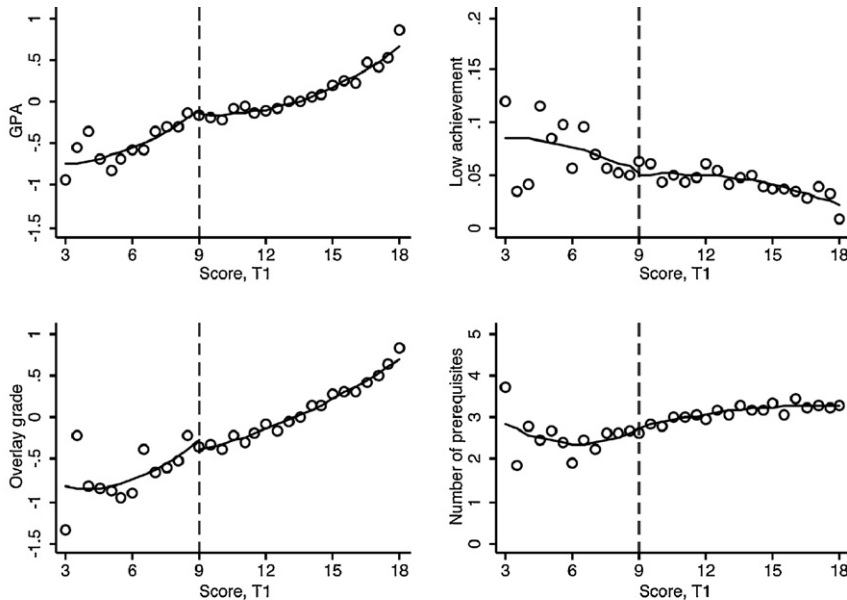 GPA
1
.5
0
-.5
-1
-1.5
3 6 9 12 15 18
Score, T1
Low achievement
.2
.15
.1
.05
0
3 6 9 12 15 18
Score, T1
Overlay grade
1
.5
0
-.5
-1
-1.5
3 6 9 12 15 18
Score, T1
Number of prerequisites
5
4
3
2
1
0
3 6 9 12 15 18
Score, T1